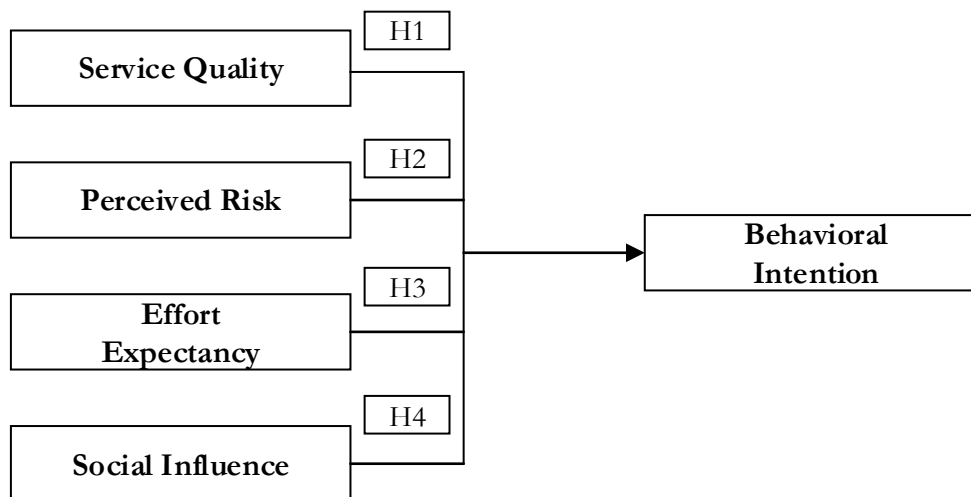 H1
Service Quality
H2
Perceived Risk
Behavioral
Intention
H3
Effort
Expectancy
H4
Social Influence